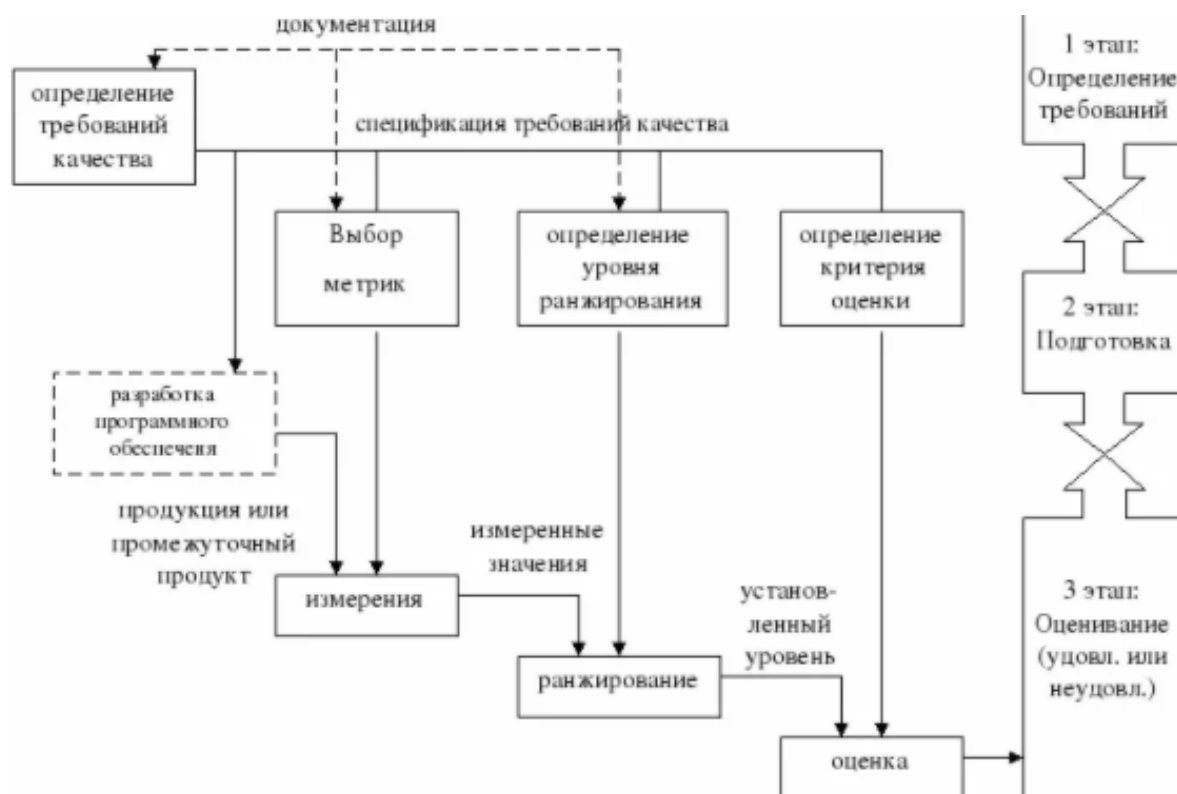 документация
определение
требований
качества
спецификация требований качества
Выбор
метрик
определение
уровня
ранжирования
определение
критерия
оценки
разработка
программного
обеспеченя
продукция или
промежуточный
продукт
измерения
измеренные
значения
ранжирование
установ-
ленный
уровень
оценка
1 этап:
Определение
требований
2 этап:
Подготовка
3 этап:
Оценивание
(удовл. или
неудовл.)